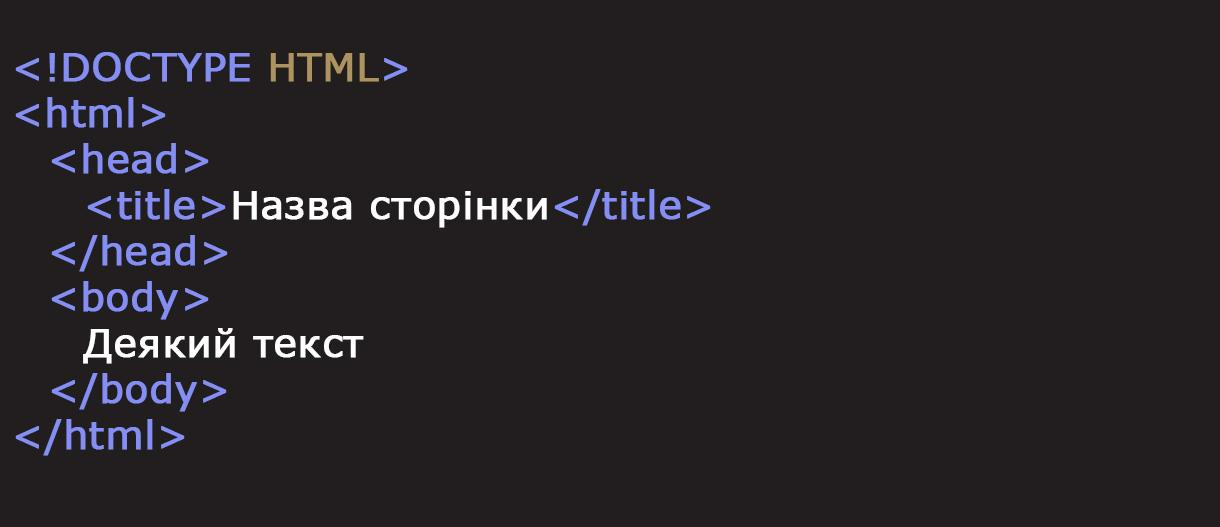 <!DOCTYPE HTML>
<html>
<head>
<title>Назва сторінки</title>
</head>
<body>
Деякий текст
</body>
</html>